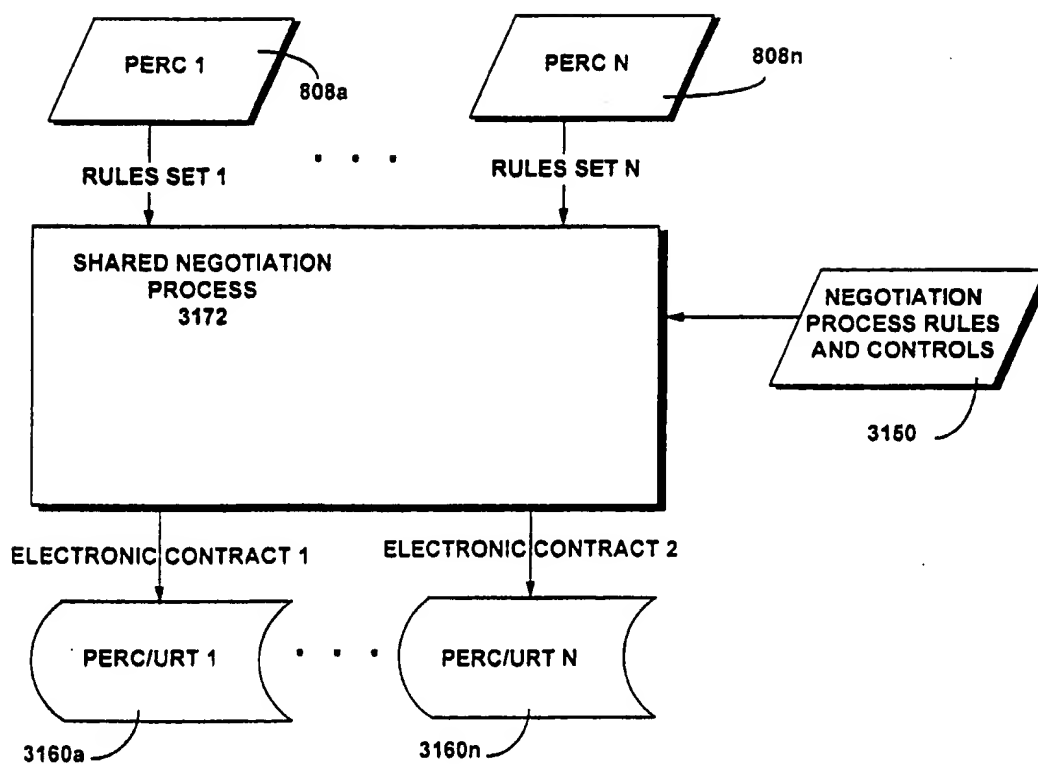 PERC 1
808a
PERC N
808n
RULES SET 1
RULES SET N
SHARED NEGOTIATION
PROCESS
3172
NEGOTIATION
PROCESS RULES
AND CONTROLS
3150
ELECTRONIC CONTRACT 1
ELECTRONIC CONTRACT 2
PERC/URT 1
PERC/URT N
3160a
3160n